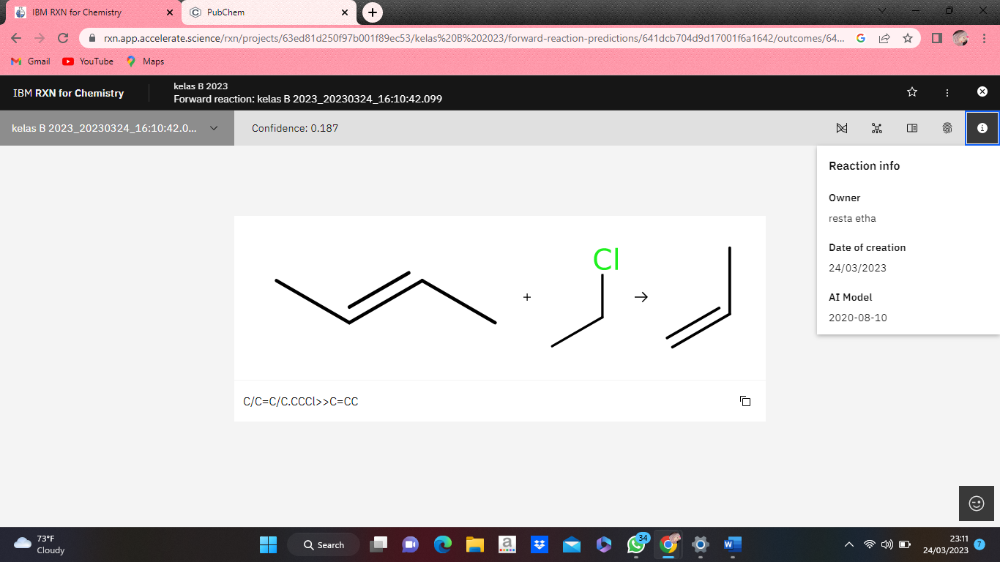 IBM RXN for Chemistry
PubChem
rxn.app.accelerate.science/rxn/projects/63ed81d250f97b001f89ec53/kelas%20B%202023/forward-reaction-predictions/641dcb704d9d17001f6a1642/outcomes/64...
Gmail
YouTube
Maps
IBM RXN for Chemistry
kelas B 2023
Forward reaction: kelas B 2023_20230324_16:10:42.099
kelas B 2023_20230324_16:10:42.0...
Confidence: 0.187
Reaction info
Owner
resta etha
Date of creation
24/03/2023
AI Model
2020-08-10
Cl
+
C/C=C/C.CCCl>>C=CC
73°F
Cloudy
Search
34
23:11
24/03/2023
7